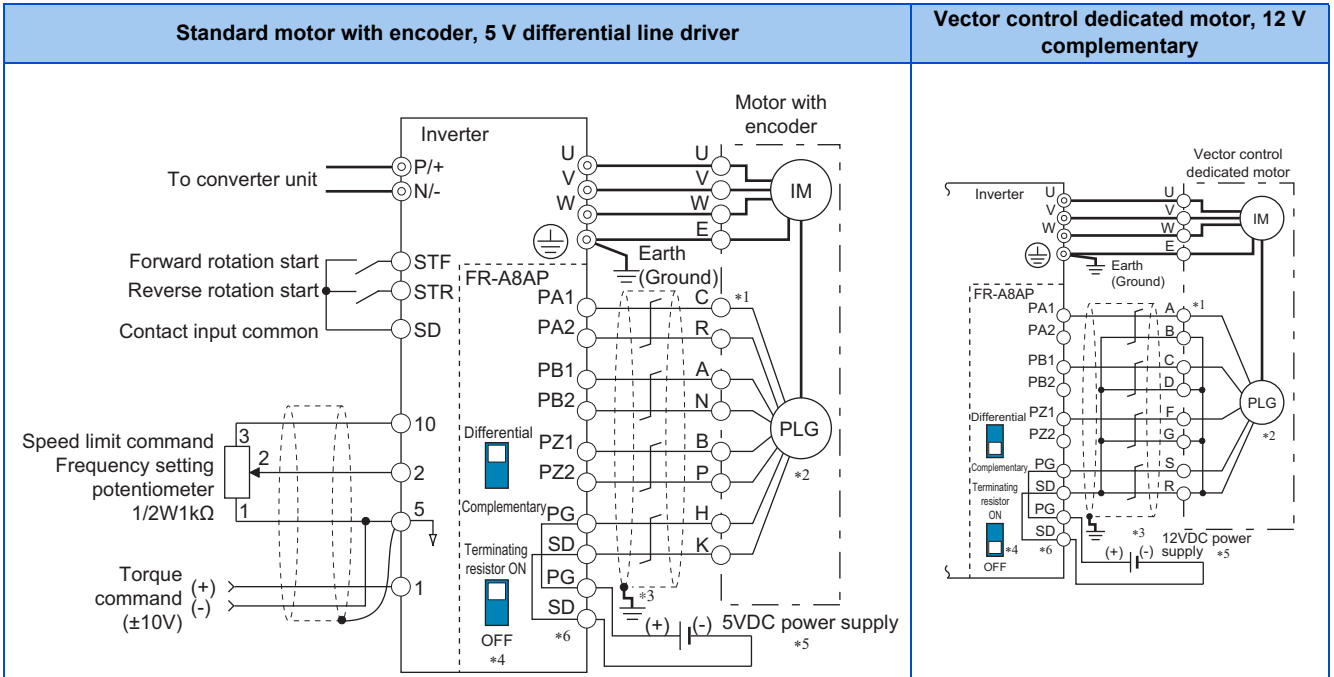 Standard motor with encoder, 5 V differential line driver
Vector control dedicated motor, 12 V
complementary
Motor with
encoder
Inverter
P/+
N/-
To converter unit
U
V
W
U
V
W
E
IM
Earth
(Ground)
Forward rotation start
Reverse rotation start
Contact input common
STF
STR
SD
FR-A8AP
PA1
PA2
PB1
PB2
PZ1
PZ2
PG
SD
PG
SD
*6
C
R
A
N
B
P
H
K
*1
PLG
*2
*3
Differential
Complementary
Terminating
resistor ON
OFF
*4
(+)
(-)
5VDC power supply
*5
Speed limit command
Frequency setting
potentiometer
1/2W1kΩ
3
2
1
10
2
5
1
Torque
command
(±10V)
(+)
(-)
Vector control
dedicated motor
Inverter
U
V
W
U
V
W
E
IM
Earth
(Ground)
FR-A8AP
PA1
PA2
PB1
PB2
PZ1
PZ2
PG
SD
PG
SD
*6
A
B
C
D
F
G
S
R
*1
PLG
*2
*3
Differential
Complementary
Terminating
resistor
ON
*4
OFF
(+)
(-)
12VDC power
supply
*5